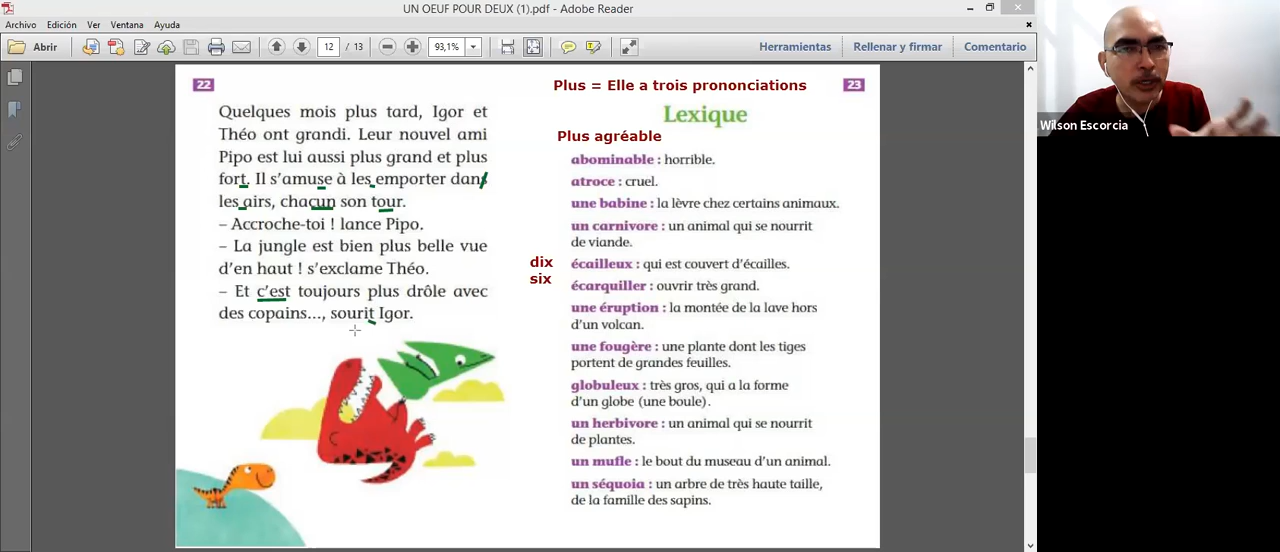 UN OEUF POUR DEUX (1).pdf - Adobe Reader
Archivo Edición Ver Ventana Ayuda
Abrir
12 / 13
93,1%
Herramientas
Rellenar y firmar
Comentario
22
Quelques mois plus tard, Igor et
Théo ont grandi. Leur nouvel ami
Pipo est lui aussi plus grand et plus
fort. Il s'amuse à les emporter dans
les airs, chacun son tour.
– Accroche-toi ! lance Pipo.
– La jungle est bien plus belle vue
d'en haut ! s'exclame Théo.
– Et c'est toujours plus drôle avec
des copains..., sourit Igor.
Plus = Elle a trois prononciations
23
Lexique
Plus agréable
abominable : horrible.
atroce : cruel.
une babine : la lèvre chez certains animaux.
un carnivore : un animal qui se nourrit
de viande.
dix
six
écailleux : qui est couvert d'écailles.
écarquiller : ouvrir très grand.
une éruption : la montée de la lave hors
d'un volcan.
une fougère : une plante dont les tiges
portent de grandes feuilles.
globuleux : très gros, qui a la forme
d'un globe (une boule).
un herbivore : un animal qui se nourrit
de plantes.
un mufle : le bout du museau d'un animal.
un séquoia : un arbre de très haute taille,
de la famille des sapins.
Wilson Escorcia